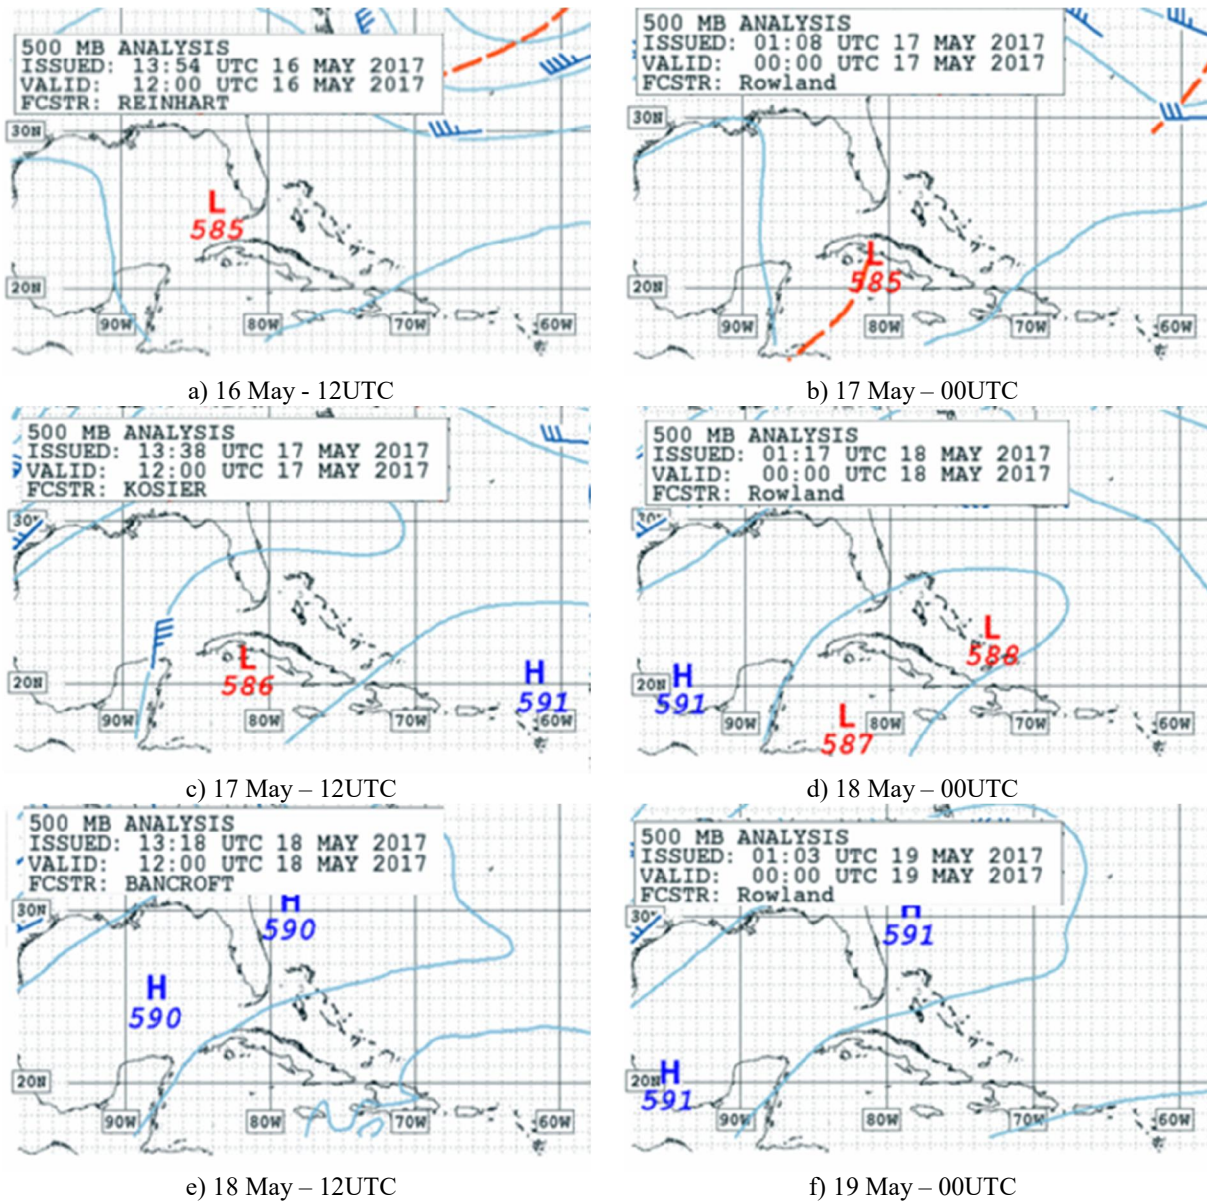 500 MB ANALYSIS
ISSUED: 13:54 UTC 16 MAY 2017
VALID: 12:00 UTC 16 MAY 2017
FCSTR: REINHART
30N
L
585
20N
90W
80W
70W
60W
a) 16 May - 12UTC
500 MB ANALYSIS
ISSUED: 01:08 UTC 17 MAY 2017
VALID: 00:00 UTC 17 MAY 2017
FCSTR: Rowland
30N
L
585
20N
90W
80W
70W
60W
b) 17 May – 00UTC
500 MB ANALYSIS
ISSUED: 13:38 UTC 17 MAY 2017
VALID: 12:00 UTC 17 MAY 2017
FCSTR: KOSIER
30N
L
586
H
591
20N
90W
80W
70W
60W
c) 17 May – 12UTC
500 MB ANALYSIS
ISSUED: 01:17 UTC 18 MAY 2017
VALID: 00:00 UTC 18 MAY 2017
FCSTR: Rowland
30N
L
588
H
591
20N
L
587
90W
80W
70W
60W
d) 18 May – 00UTC
500 MB ANALYSIS
ISSUED: 13:18 UTC 18 MAY 2017
VALID: 12:00 UTC 18 MAY 2017
FCSTR: BANCROFT
30N
H
590
H
590
20N
90W
80W
70W
60W
e) 18 May – 12UTC
500 MB ANALYSIS
ISSUED: 01:03 UTC 19 MAY 2017
VALID: 00:00 UTC 19 MAY 2017
FCSTR: Rowland
30N
H
591
H
591
20N
90W
80W
70W
60W
f) 19 May – 00UTC